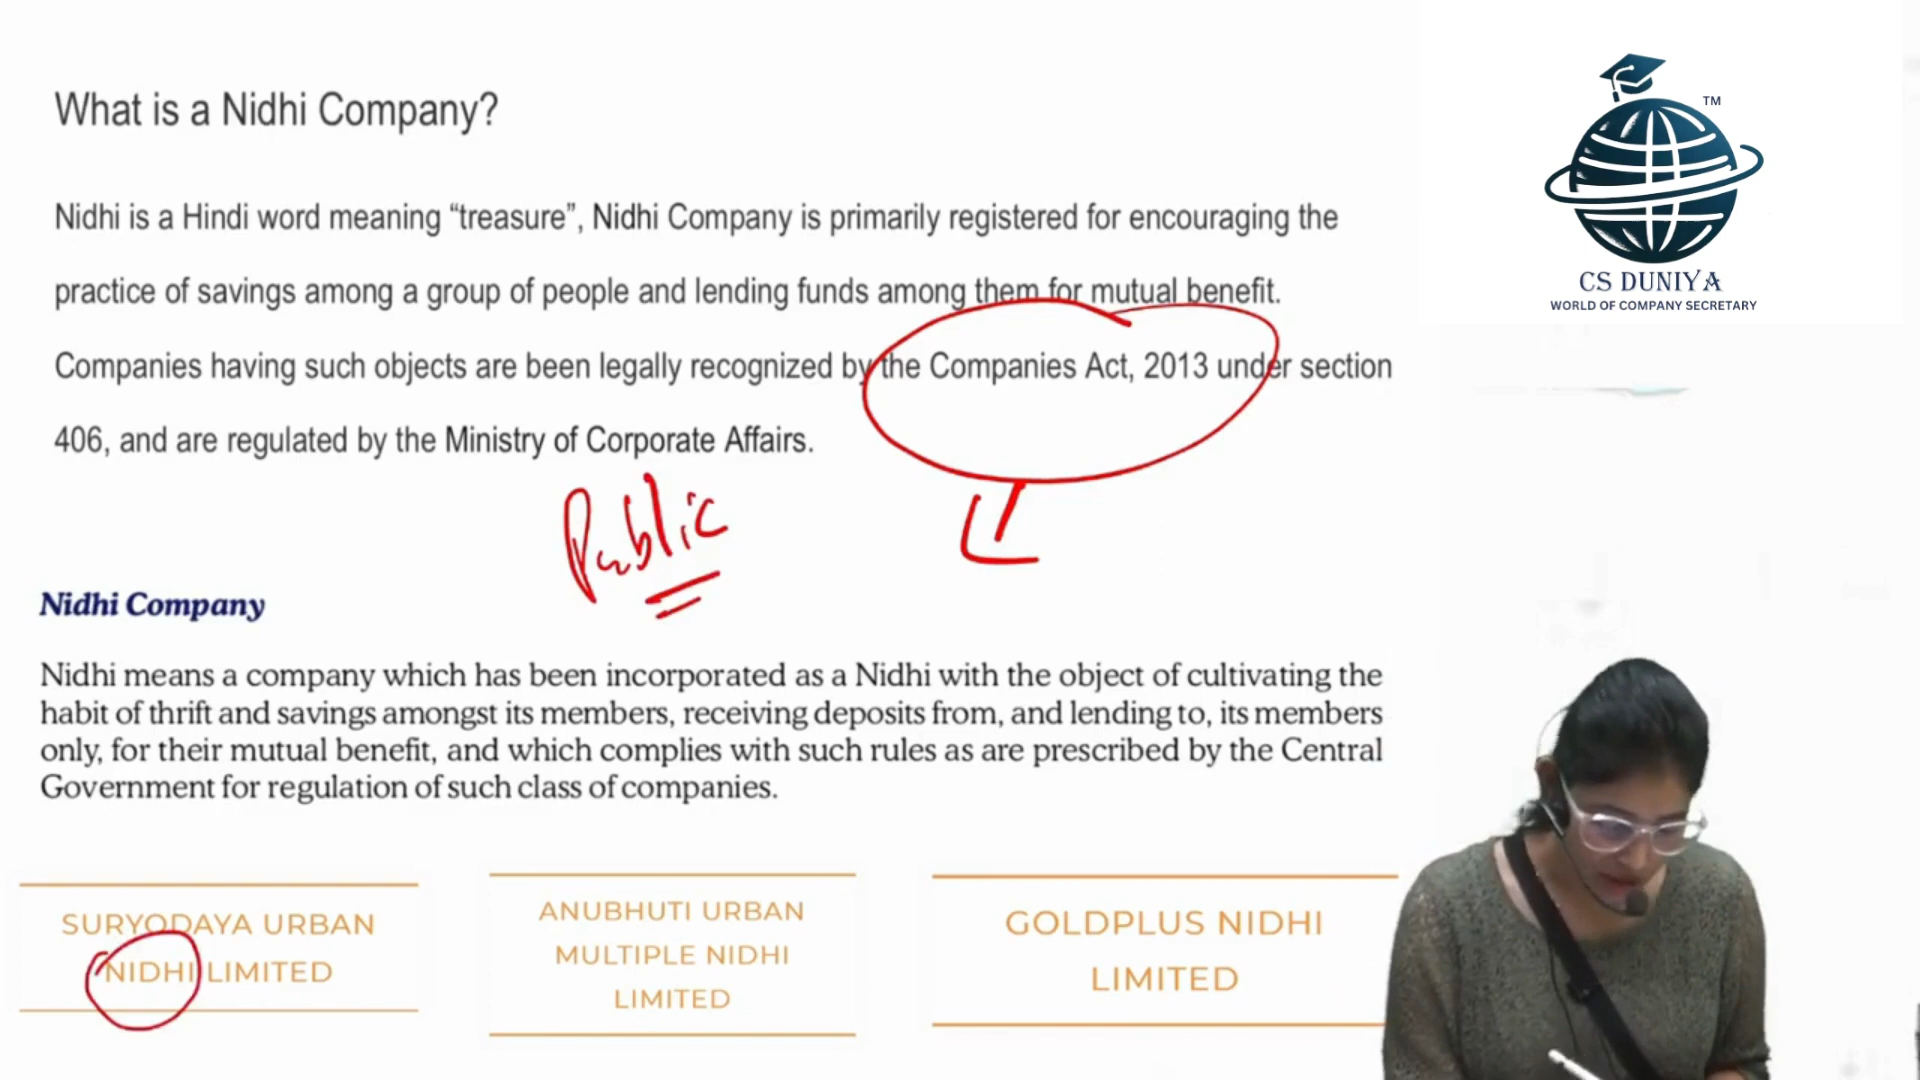 What is a Nidhi Company?
Nidhi is a Hindi word meaning “treasure”, Nidhi Company is primarily registered for encouraging the
practice of savings among a group of people and lending funds among them for mutual benefit.
Companies having such objects are been legally recognized by the Companies Act, 2013 under section
406, and are regulated by the Ministry of Corporate Affairs.
Public
Nidhi Company
Nidhi means a company which has been incorporated as a Nidhi with the object of cultivating the
habit of thrift and savings amongst its members, receiving deposits from, and lending to, its members
only, for their mutual benefit, and which complies with such rules as are prescribed by the Central
Government for regulation of such class of companies.
SURYODAYA URBAN
NIDHI LIMITED
ANUBHUTI URBAN
MULTIPLE NIDHI
LIMITED
GOLDPLUS NIDHI
LIMITED
TM
CS DUNIYA
WORLD OF COMPANY SECRETARY